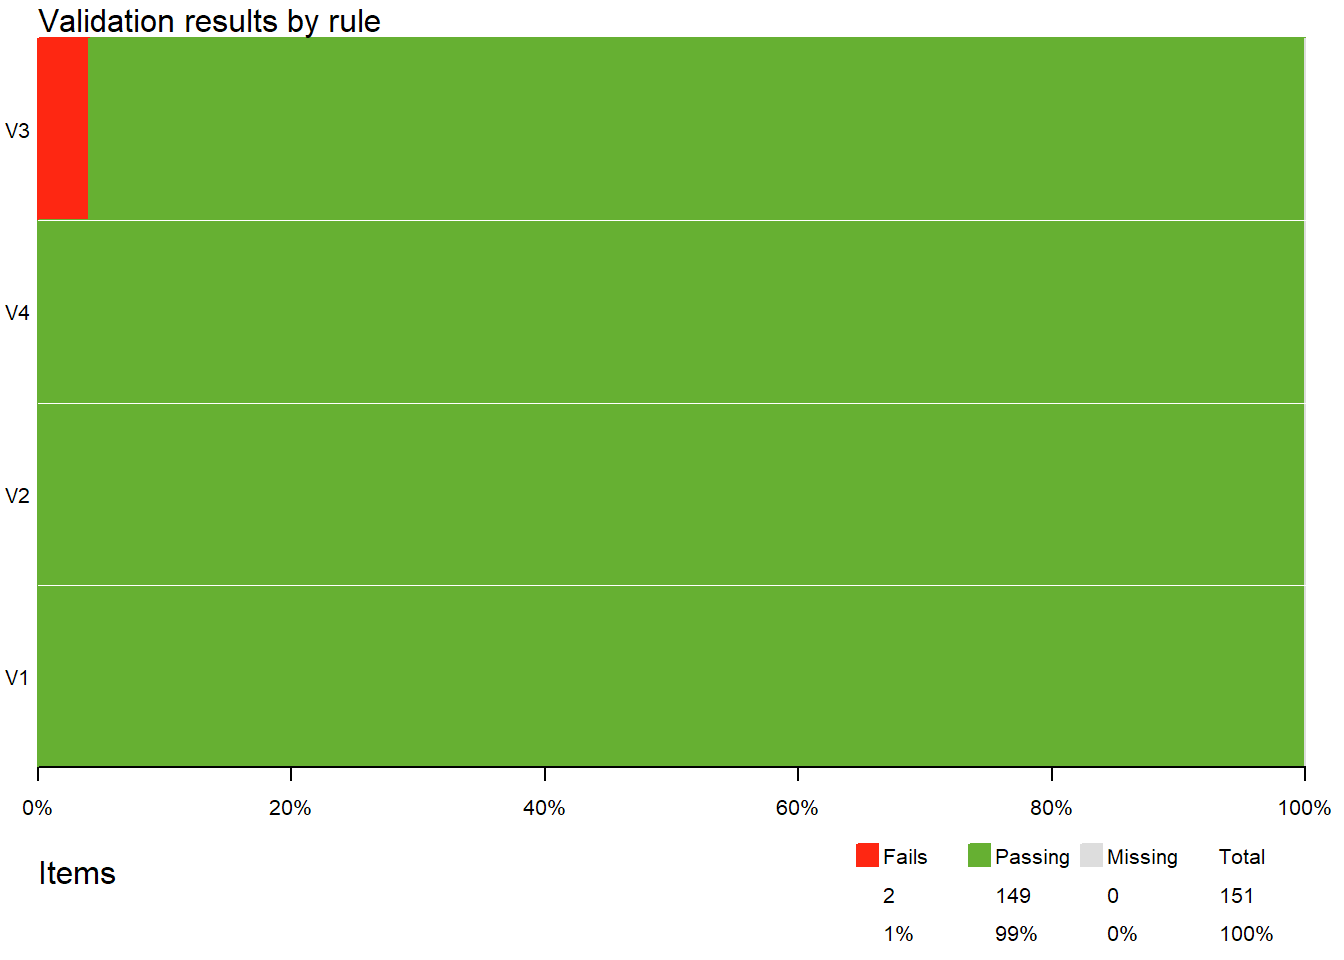 Validation results by rule
V3
V4
V2
V1
0% 20% 40% 60% 80% 100%
Items
Fails Passing Missing Total
2 149 0 151
1% 99% 0% 100%